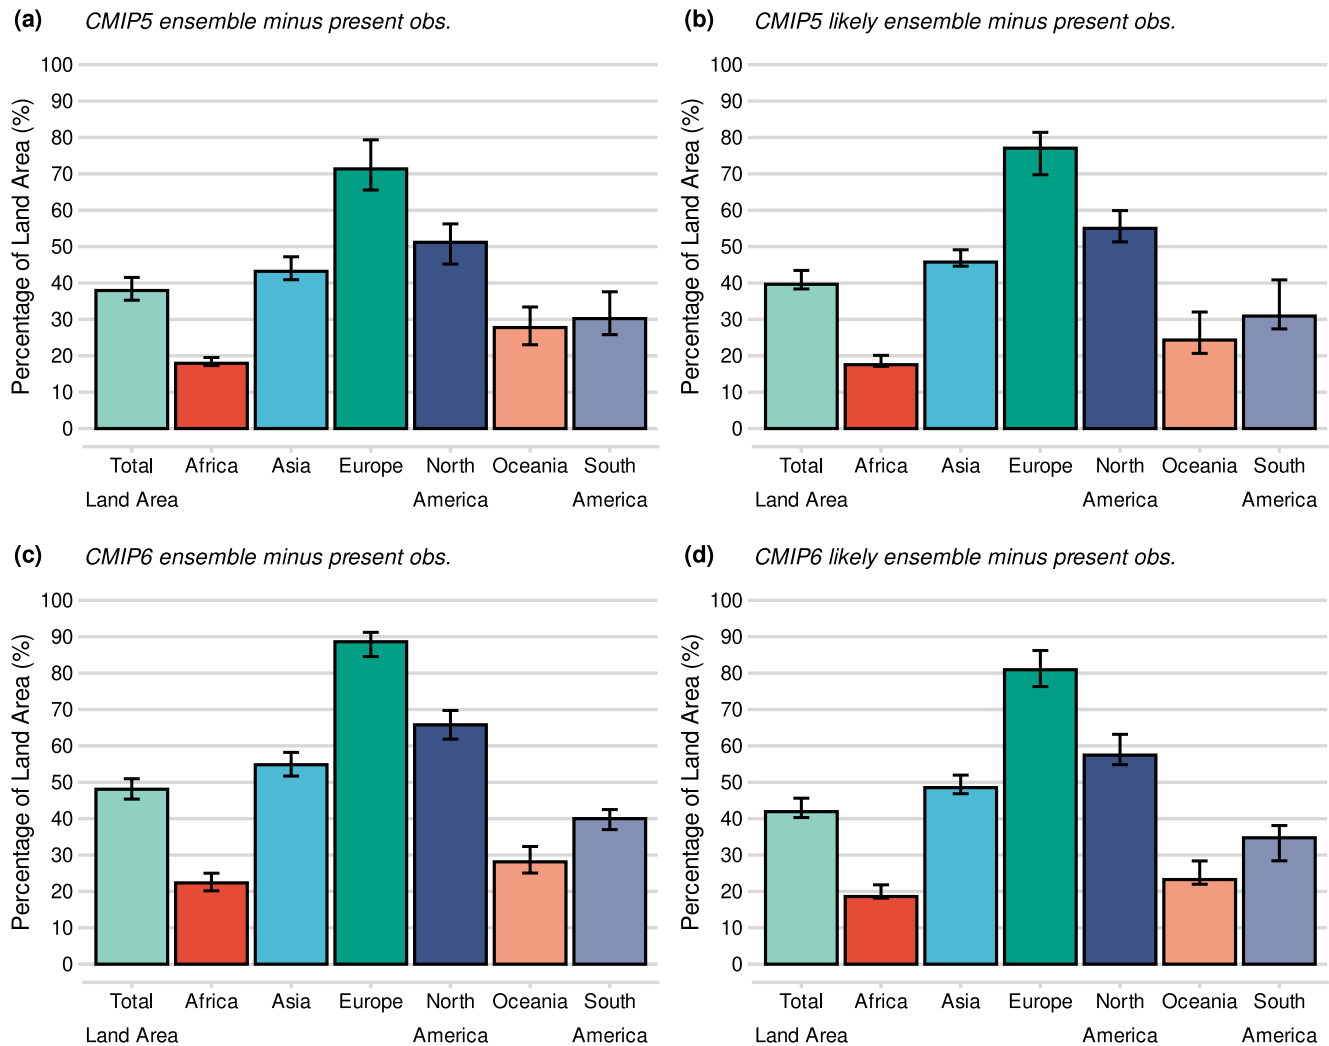 (a) CMIP5 ensemble minus present obs.
Percentage of Land Area (%)
100
90
80
70
60
50
40
30
20
10
0
Total Africa Asia Europe North Oceania South
Land Area America America
(b) CMIP5 likely ensemble minus present obs.
Percentage of Land Area (%)
100
90
80
70
60
50
40
30
20
10
0
Total Africa Asia Europe North Oceania South
Land Area America America
(c) CMIP6 ensemble minus present obs.
Percentage of Land Area (%)
100
90
80
70
60
50
40
30
20
10
0
Total Africa Asia Europe North Oceania South
Land Area America America
(d) CMIP6 likely ensemble minus present obs.
Percentage of Land Area (%)
100
90
80
70
60
50
40
30
20
10
0
Total Africa Asia Europe North Oceania South
Land Area America America